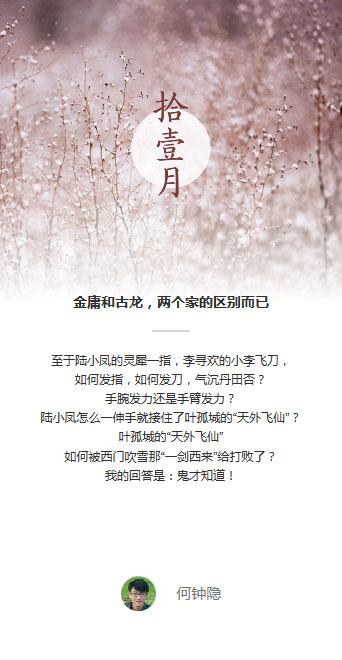 拾壹月
金庸和古龙，两个家的区别而已
至于陆小凤的灵犀一指，李寻欢的小李飞刀，
如何发指，如何发刀，气沉丹田否？
手腕发力还是手臂发力？
陆小凤怎么一伸手就接住了叶孤城的“天外飞仙”？
叶孤城的“天外飞仙”
如何被西门吹雪那“一剑西来”给打败了？
我的回答是：鬼才知道！
何钟隐